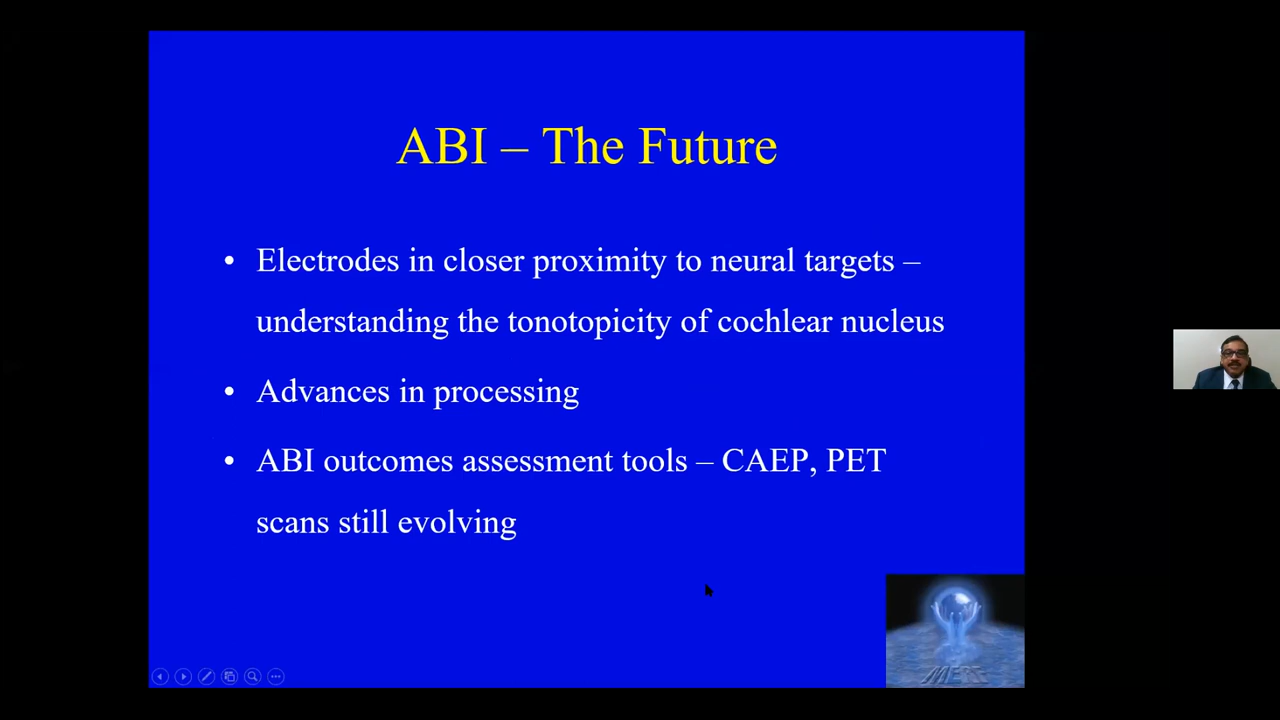 ABI – The Future
• Electrodes in closer proximity to neural targets –
understanding the tonotopicity of cochlear nucleus
• Advances in processing
• ABI outcomes assessment tools – CAEP, PET
scans still evolving
MERF